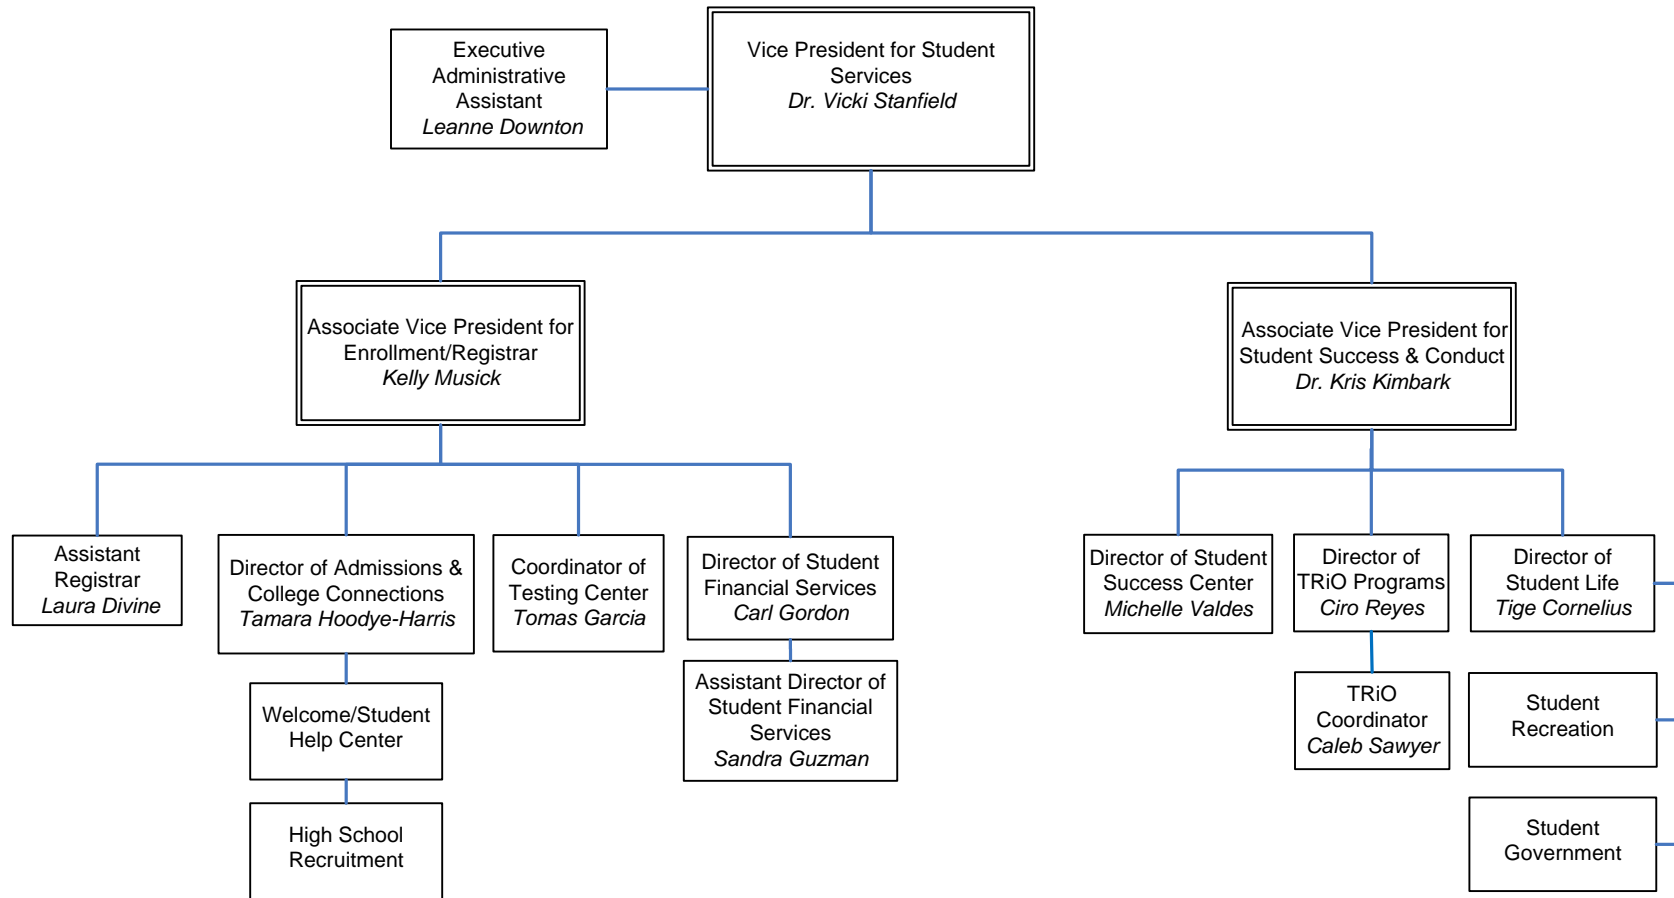 Executive
Administrative
Assistant
Leanne Downton
Vice President for Student
Services
Dr. Vicki Stanfield
Associate Vice President for
Enrollment/Registrar
Kelly Musick
Associate Vice President for
Student Success & Conduct
Dr. Kris Kimbark
Assistant
Registrar
Laura Divine
Director of Admissions &
College Connections
Tamara Hoodye-Harris
Coordinator of
Testing Center
Tomas Garcia
Director of Student
Financial Services
Carl Gordon
Director of Student
Success Center
Michelle Valdes
Director of
TRiO Programs
Ciro Reyes
Director of
Student Life
Tige Cornelius
Welcome/Student
Help Center
Assistant Director of
Student Financial
Services
Sandra Guzman
TRiO
Coordinator
Caleb Sawyer
Student
Recreation
High School
Recruitment
Student
Government